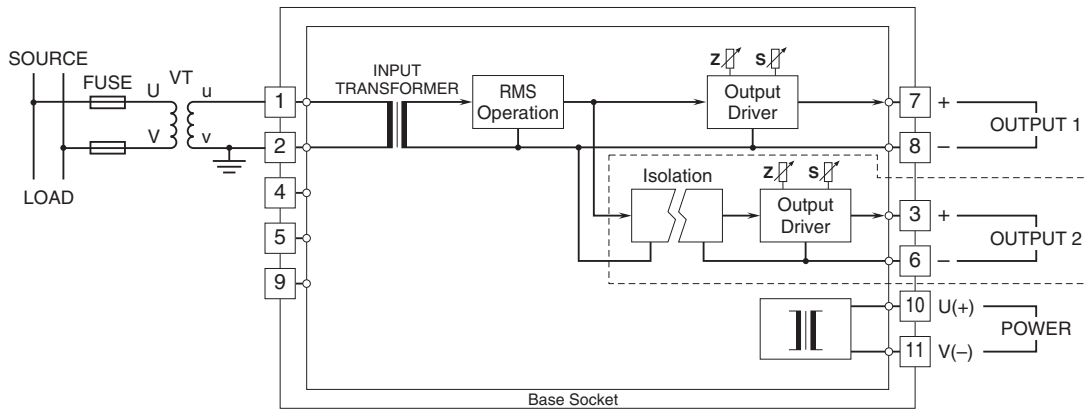 SOURCE
FUSE
VT
U
u
V
v
LOAD
1
2
4
5
9
INPUT
TRANSFORMER
RMS
Operation
Z
S
Output
Driver
7
+
8
–
OUTPUT 1
Isolation
Z
S
Output
Driver
3
+
6
–
OUTPUT 2
10
U(+)
11
V(–)
POWER
Base Socket